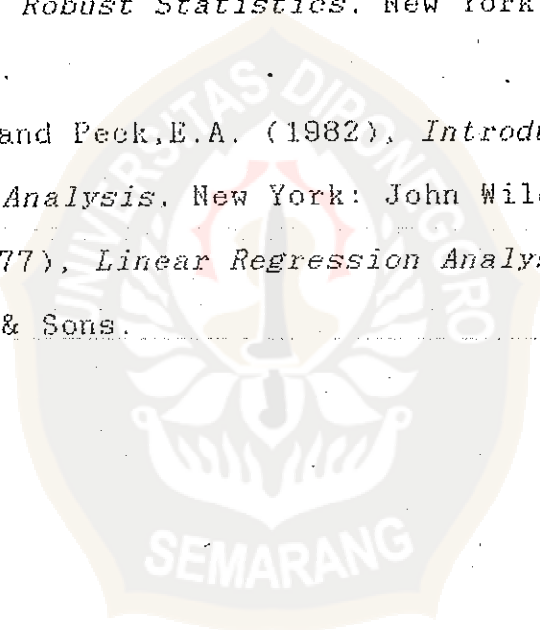 Robust Statistics. New York
and Peck,E.A. (1982), Introdu
Analysis. New York: John Wil
77), Linear Regression Analys
& Sons.
UNIVERSITAS DIPONEGORO
SEMARANG